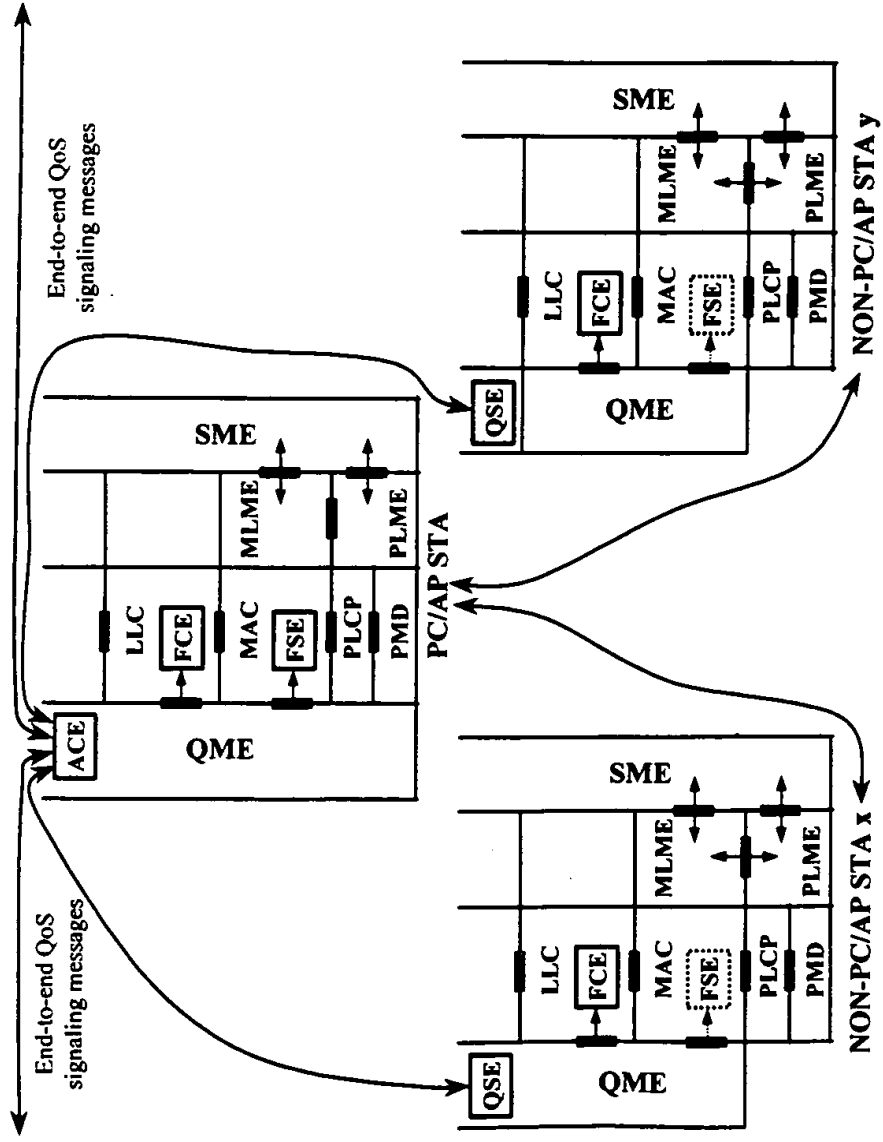 End-to-end QoS
signaling messages
End-to-end QoS
signaling messages
ACE
QME
LLC
FCE
MAC
FSE
PLCP
PMD
MLME
PLME
SME
PC/AP STA
QSE
QME
LLC
FCE
MAC
FSE
PLCP
PMD
MLME
PLME
SME
NON-PC/AP STA x
QSE
QME
LLC
FCE
MAC
FSE
PLCP
PMD
MLME
PLME
SME
NON-PC/AP STA y